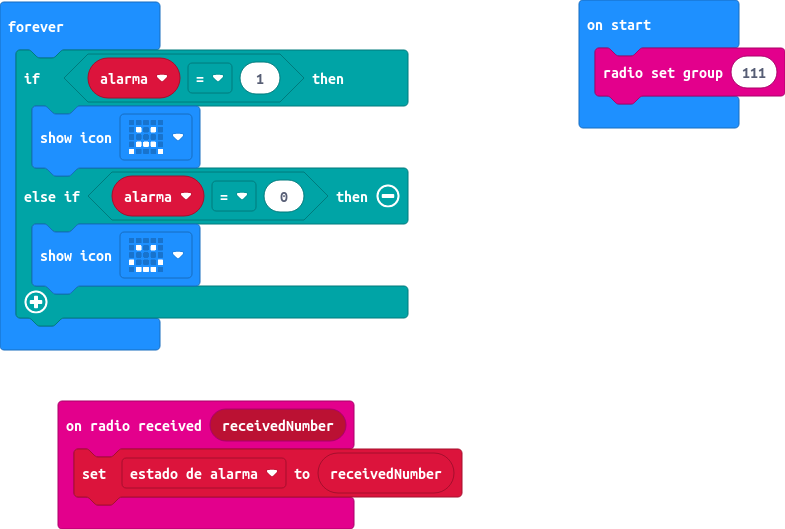 forever
if alarma = 1 then
show icon
else if alarma = 0 then
show icon
on start
radio set group 111
on radio received receivedNumber
set estado de alarma to receivedNumber